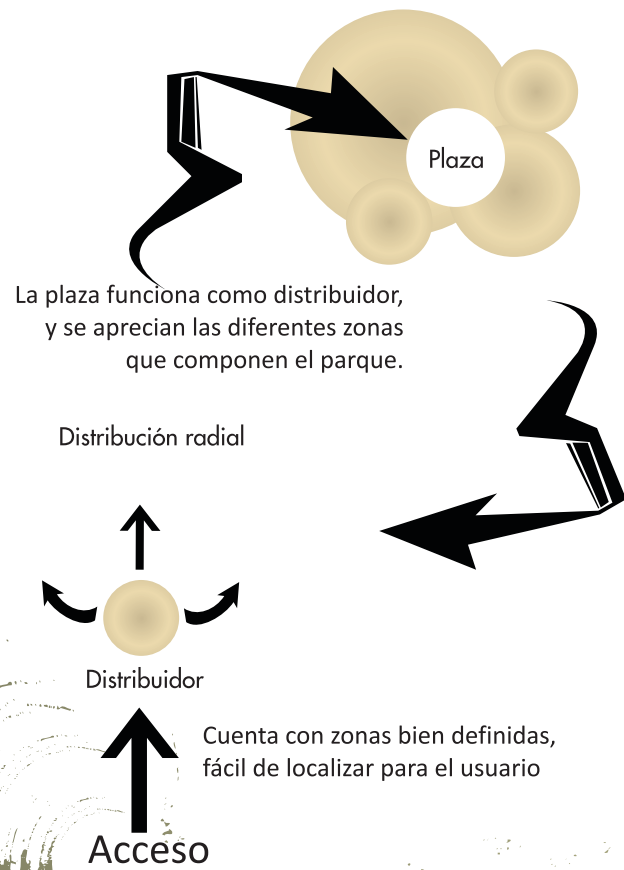 Plaza
La plaza funciona como distribuidor,
y se aprecian las diferentes zonas
que componen el parque.
Distribución radial
Distribuidor
Cuenta con zonas bien definidas,
fácil de localizar para el usuario
Acceso